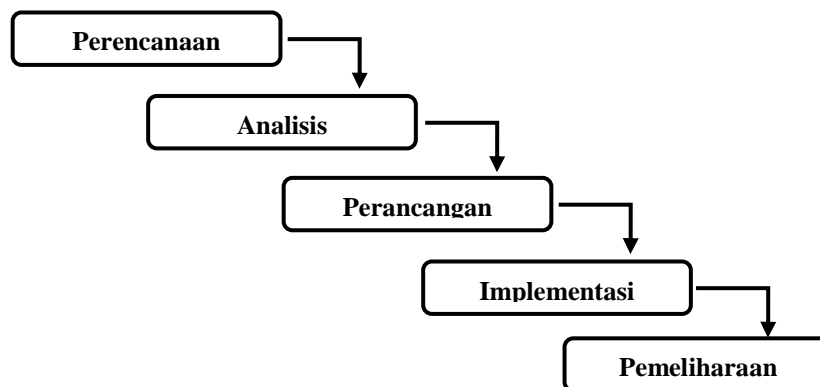 Perencanaan
Analisis
Perancangan
Implementasi
Pemeliharaan